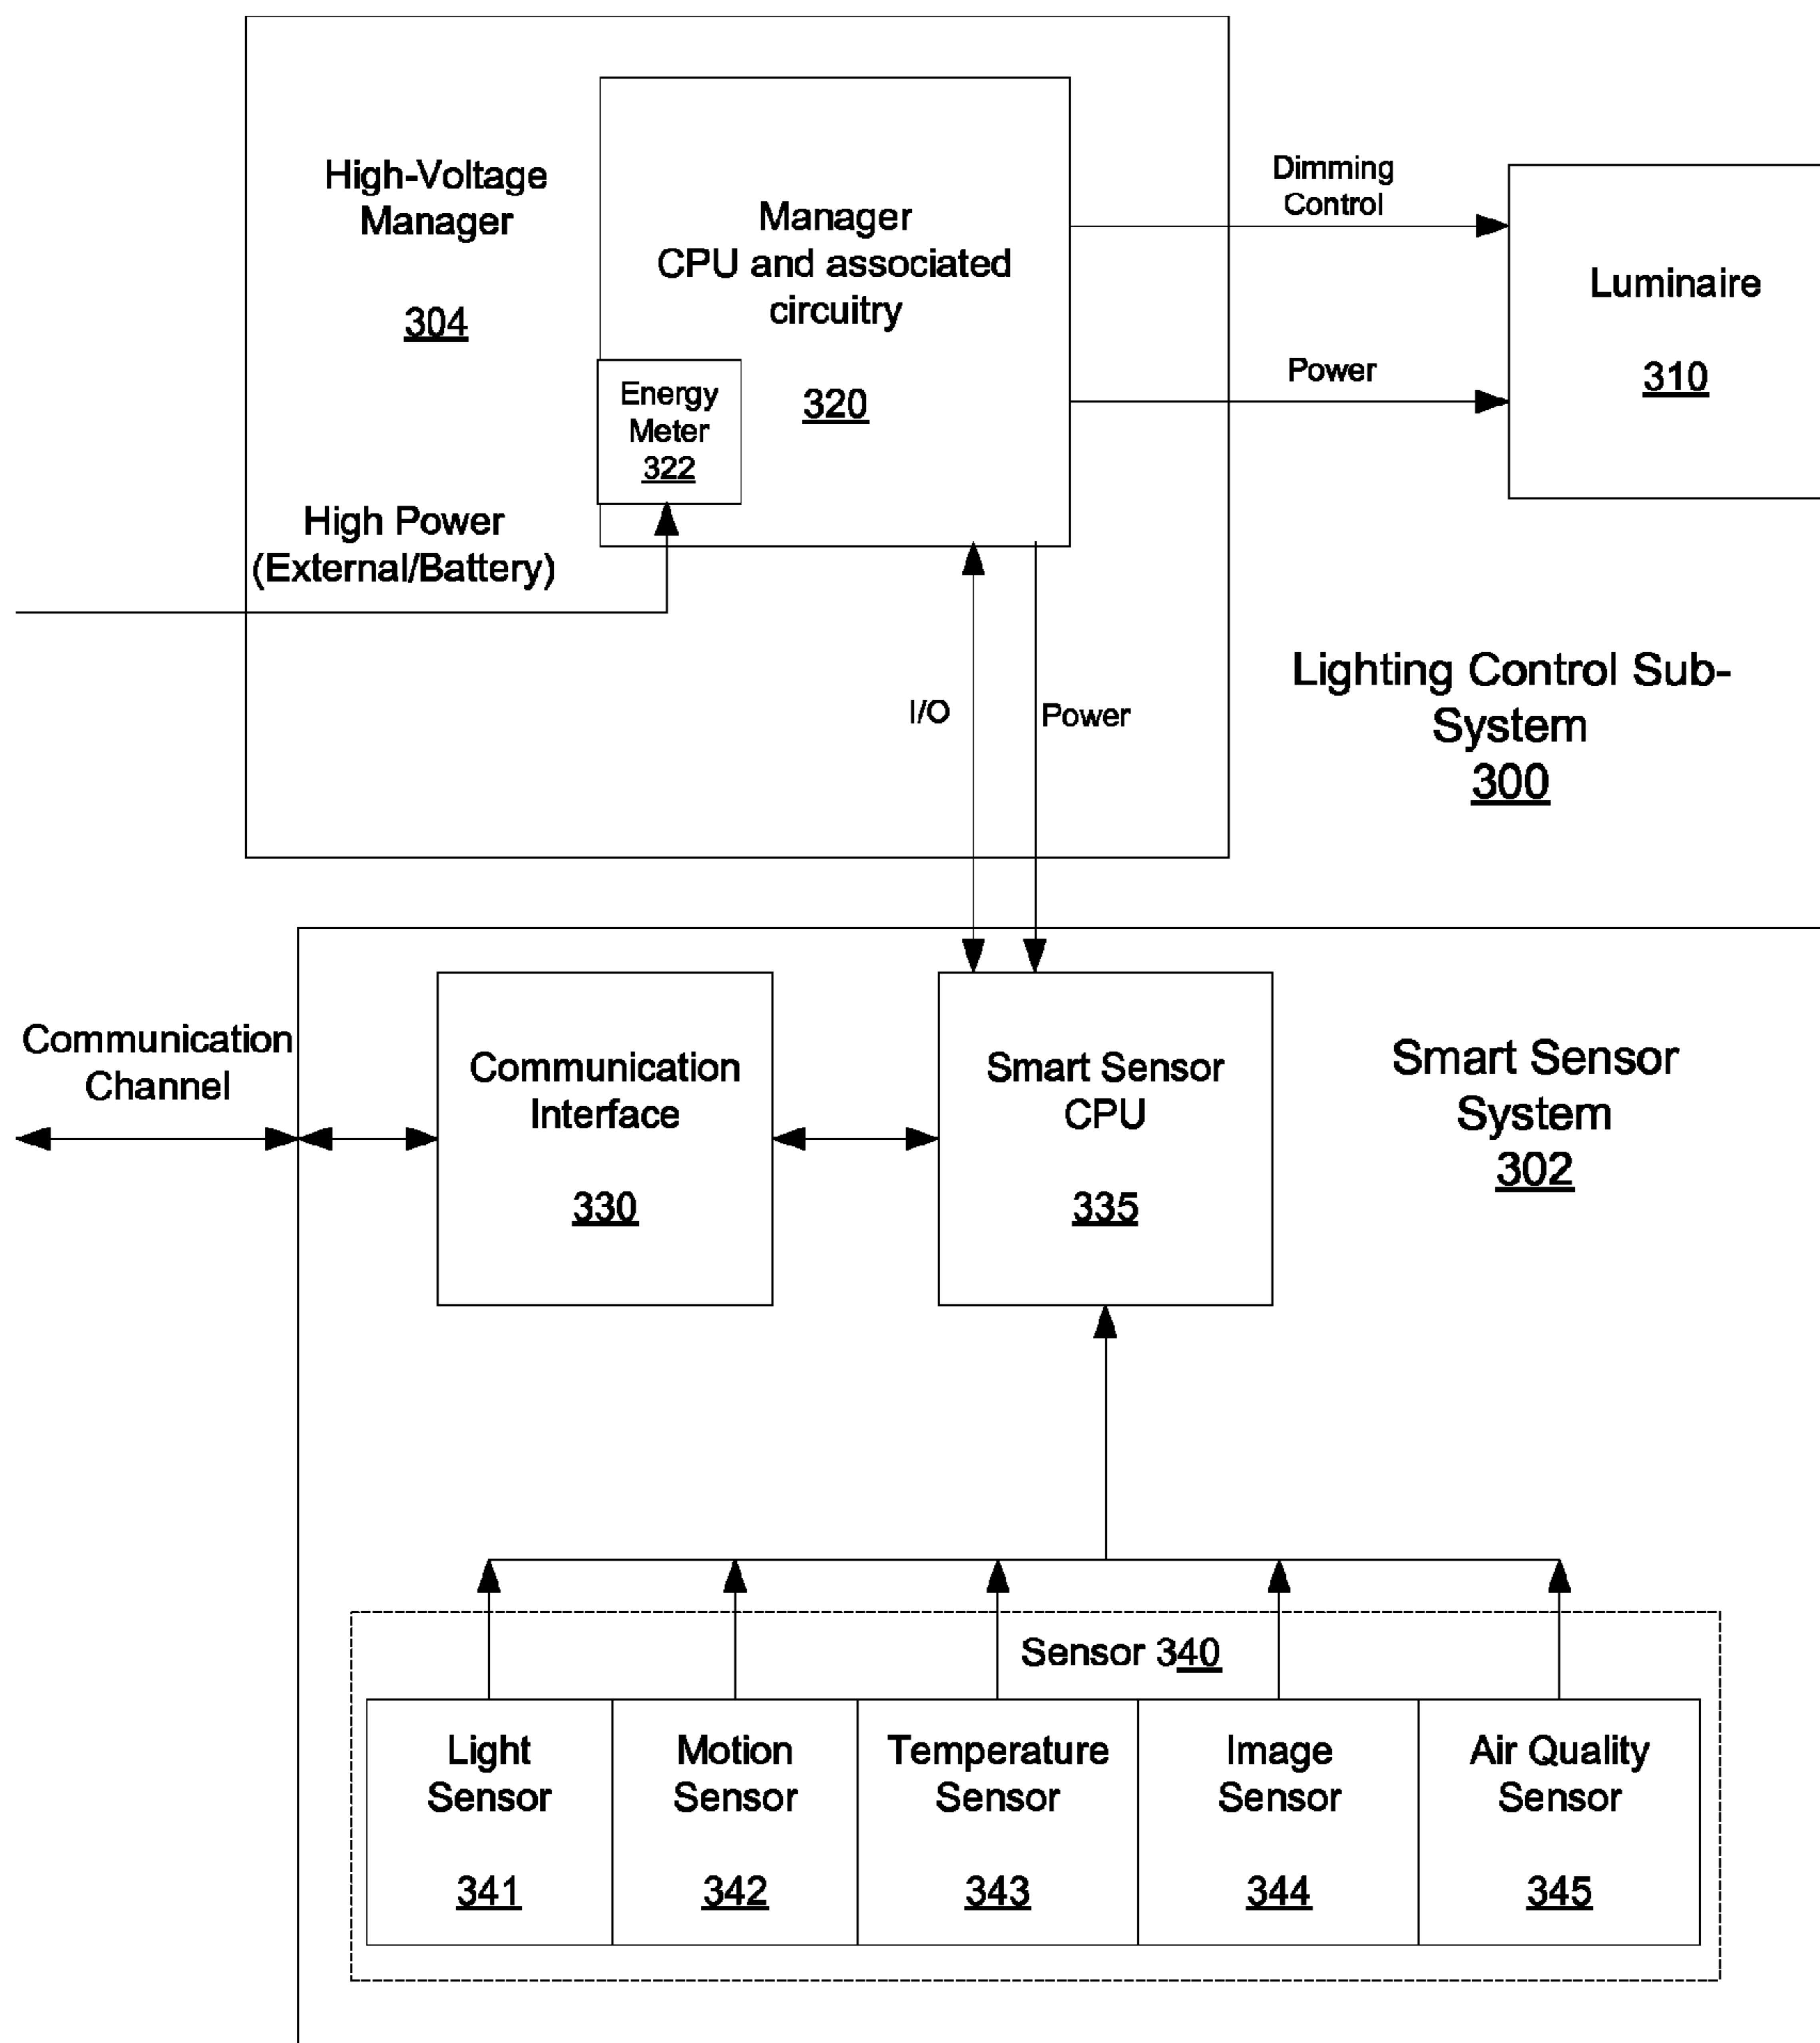 High-Voltage
Manager
304
Manager
CPU and associated
circuitry
320
Energy
Meter
322
High Power
(External/Battery)
Dimming
Control
Power
Luminaire
310
I/O
Power
Lighting Control Sub-
System
300
Communication
Channel
Communication
Interface
330
Smart Sensor
CPU
335
Smart Sensor
System
302
Sensor 340
Light
Sensor
341
Motion
Sensor
342
Temperature
Sensor
343
Image
Sensor
344
Air Quality
Sensor
345